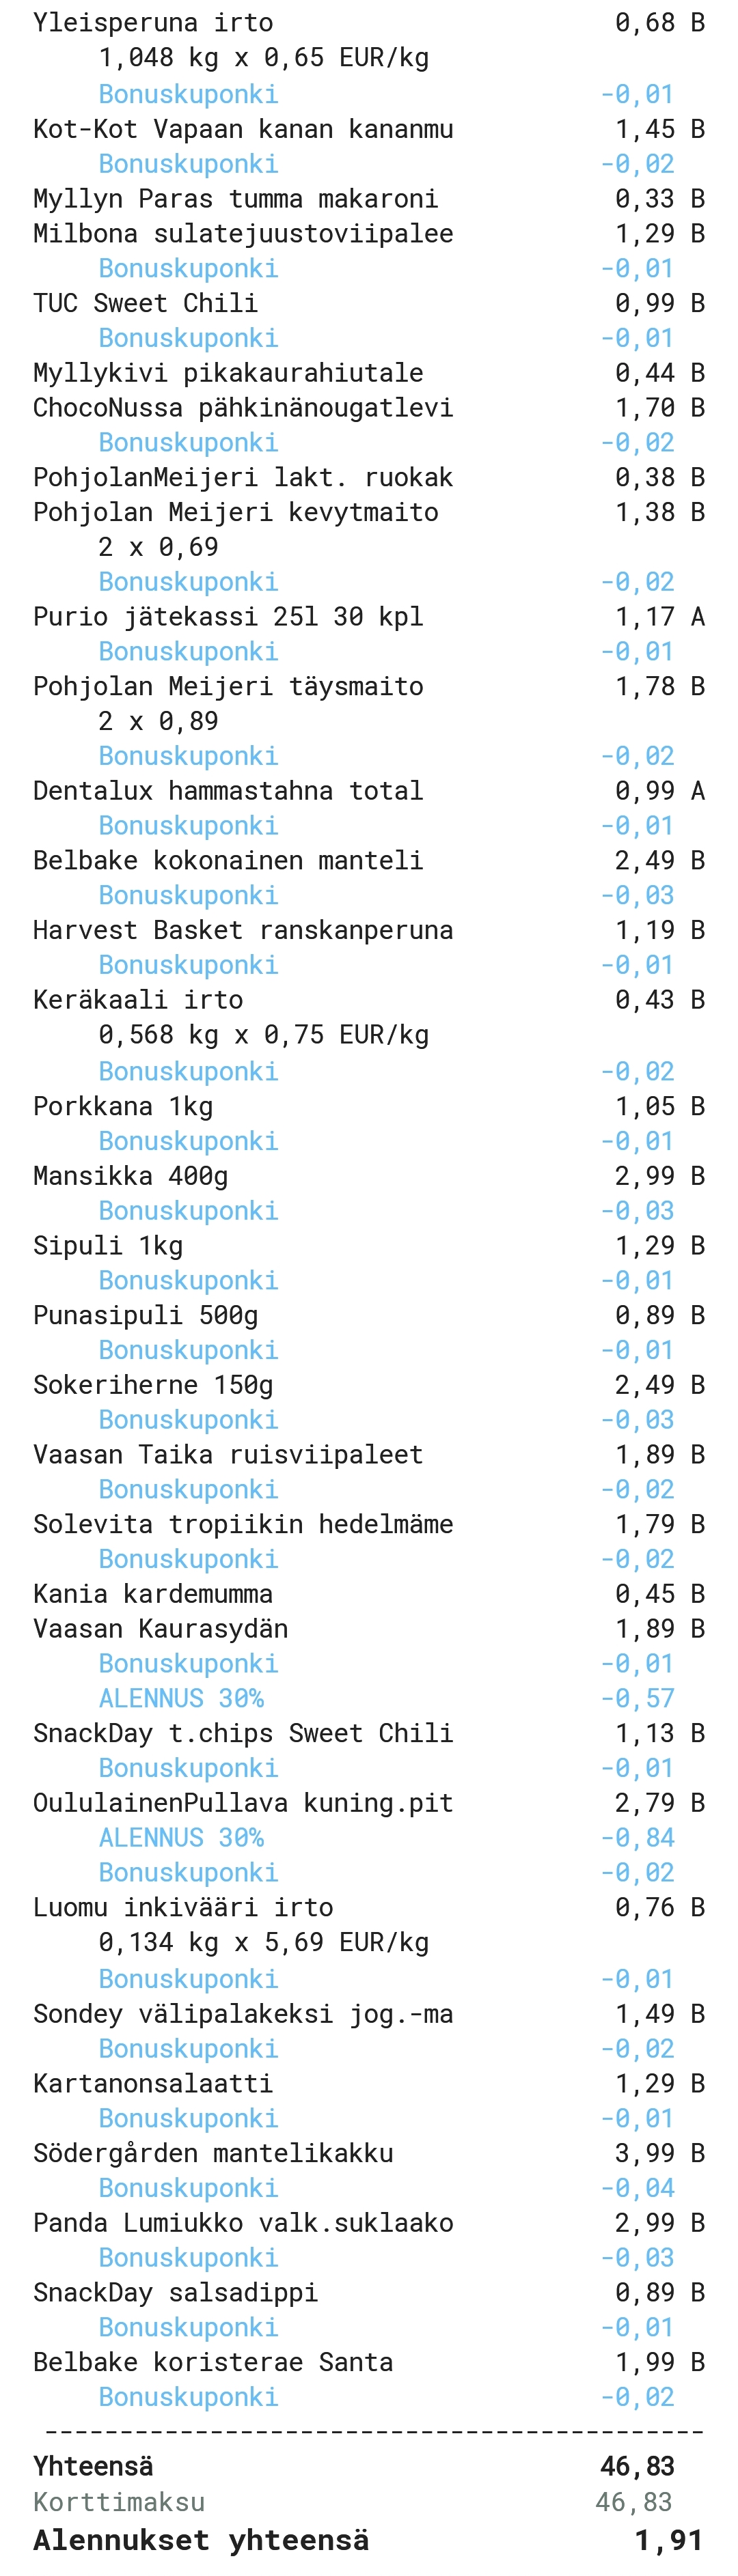 Yleisperuna irto 0,68 B
1,048 kg x 0,65 EUR/kg
Bonuskuponki -0,01
Kot-Kot Vapaan kanan kananmu 1,45 B
Bonuskuponki -0,02
Myllyn Paras tumma makaroni 0,33 B
Milbona sulatejuustoviipalee 1,29 B
Bonuskuponki -0,01
TUC Sweet Chili 0,99 B
Bonuskuponki -0,01
Myllykivi pikakaurahiutale 0,44 B
ChocoNussa pähkinänougatlevi 1,70 B
Bonuskuponki -0,02
PohjolanMeijeri lakt. ruokak 0,38 B
Pohjolan Meijeri kevytmaito 1,38 B
2 x 0,69
Bonuskuponki -0,02
Purio jätekassi 25l 30 kpl 1,17 A
Bonuskuponki -0,01
Pohjolan Meijeri täysmaito 1,78 B
2 x 0,89
Bonuskuponki -0,02
Dentalux hammastahna total 0,99 A
Bonuskuponki -0,01
Belbake kokonainen manteli 2,49 B
Bonuskuponki -0,03
Harvest Basket ranskanperuna 1,19 B
Bonuskuponki -0,01
Keräkaali irto 0,43 B
0,568 kg x 0,75 EUR/kg
Bonuskuponki -0,02
Porkkana 1kg 1,05 B
Bonuskuponki -0,01
Mansikka 400g 2,99 B
Bonuskuponki -0,03
Sipuli 1kg 1,29 B
Bonuskuponki -0,01
Punasipuli 500g 0,89 B
Bonuskuponki -0,01
Sokeriherne 150g 2,49 B
Bonuskuponki -0,03
Vaasan Taika ruisviipaleet 1,89 B
Bonuskuponki -0,02
Solevita tropiikin hedelmäme 1,79 B
Bonuskuponki -0,02
Kania kardemumma 0,45 B
Vaasan Kaurasydän 1,89 B
Bonuskuponki -0,01
ALENNUS 30% -0,57
SnackDay t.chips Sweet Chili 1,13 B
Bonuskuponki -0,01
OululainenPullava kuning.pit 2,79 B
ALENNUS 30% -0,84
Bonuskuponki -0,02
Luomu inkivääri irto 0,76 B
0,134 kg x 5,69 EUR/kg
Bonuskuponki -0,01
Sondey välipalakeksi jog.-ma 1,49 B
Bonuskuponki -0,02
Kartanonsalaatti 1,29 B
Bonuskuponki -0,01
Södergården mantelikakku 3,99 B
Bonuskuponki -0,04
Panda Lumiukko valk.suklaako 2,99 B
Bonuskuponki -0,03
SnackDay salsadippi 0,89 B
Bonuskuponki -0,01
Belbake koristerae Santa 1,99 B
Bonuskuponki -0,02
--------------------------------------------
Yhteensä 46,83
Korttimaksu 46,83
Alennukset yhteensä 1,91